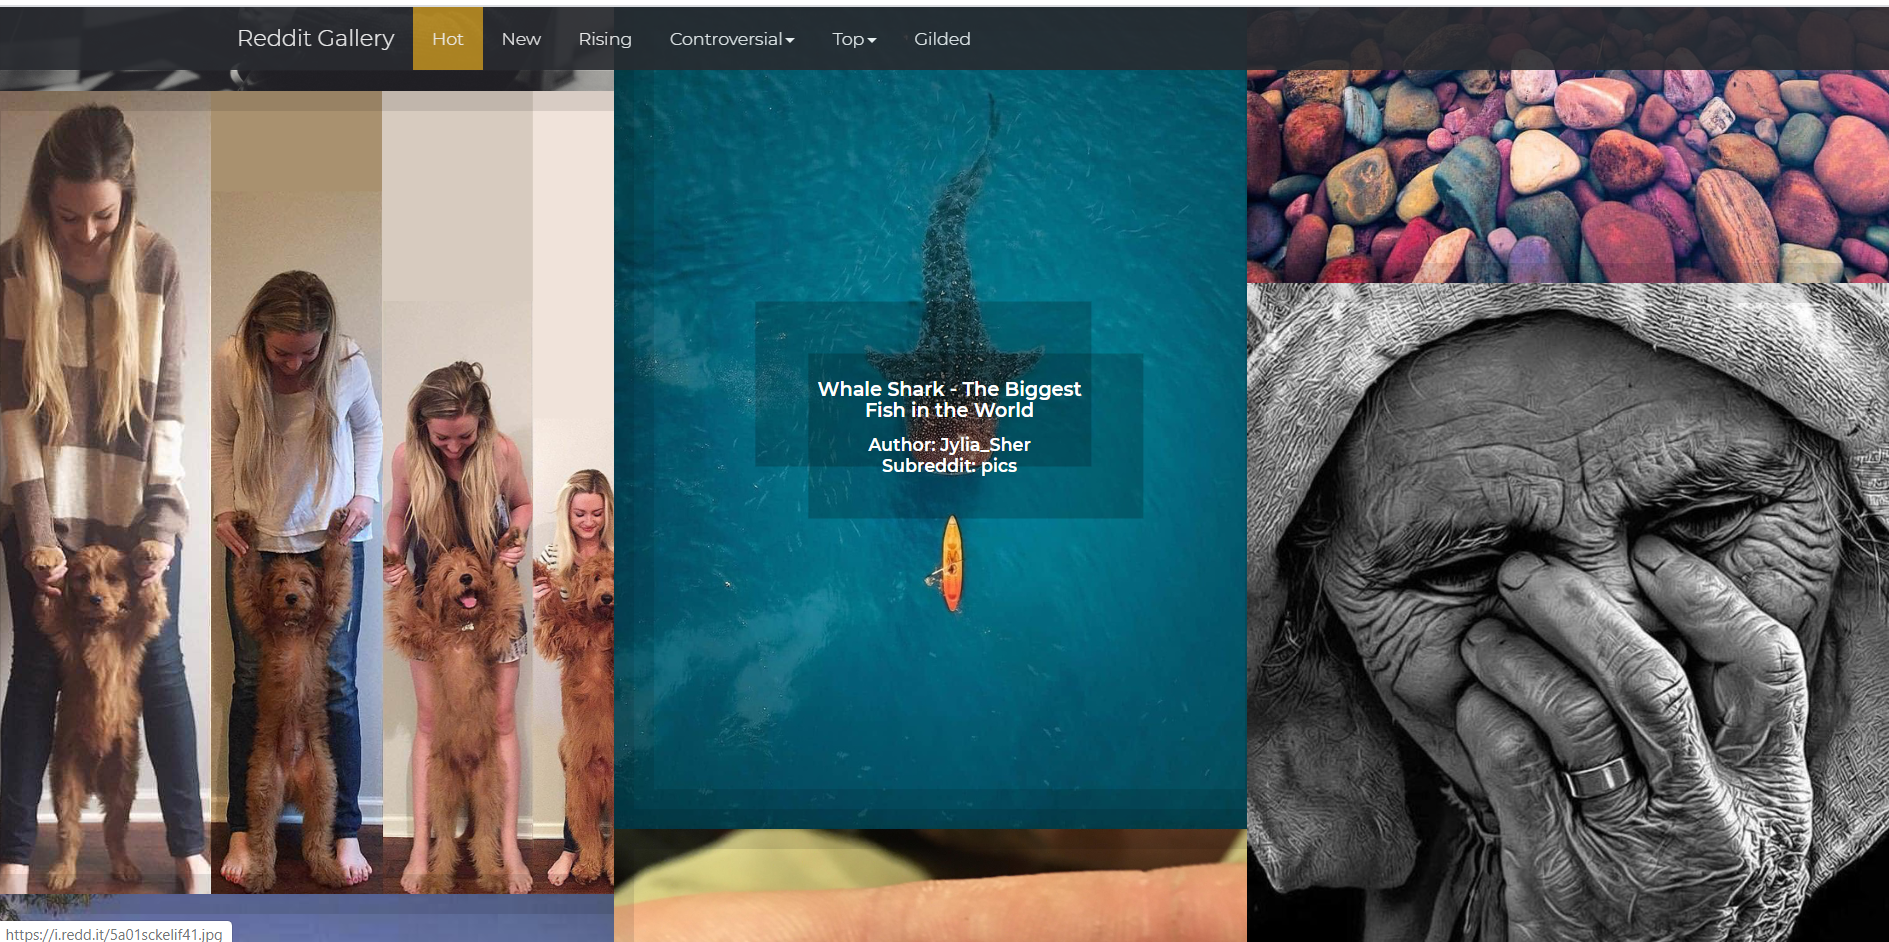 Reddit Gallery Hot New Rising Controversial Top Gilded
Whale Shark - The Biggest
Fish in the World
Author: Jylia_Sher
Subreddit: pics
https://i.redd.it/5a01sckelif41.jpg